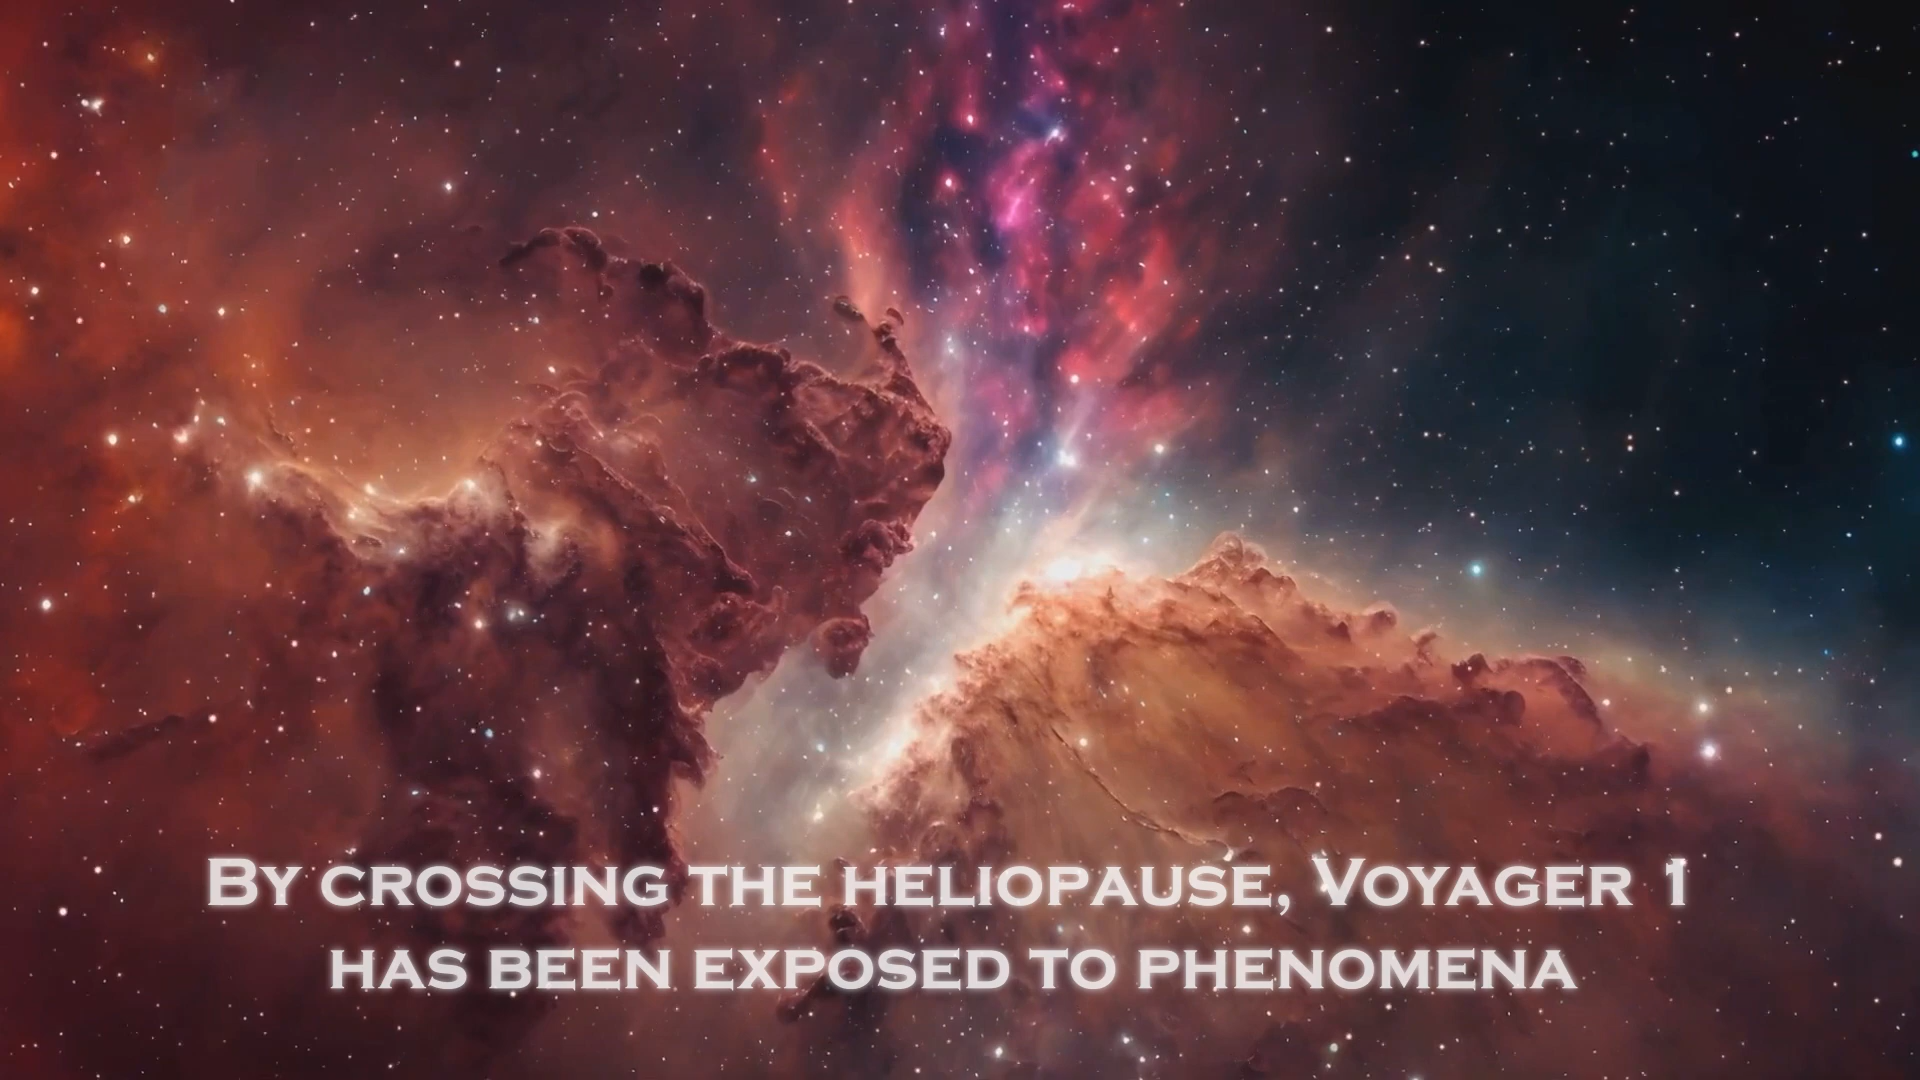 By crossing the heliopause, Voyager 1
has been exposed to phenomena